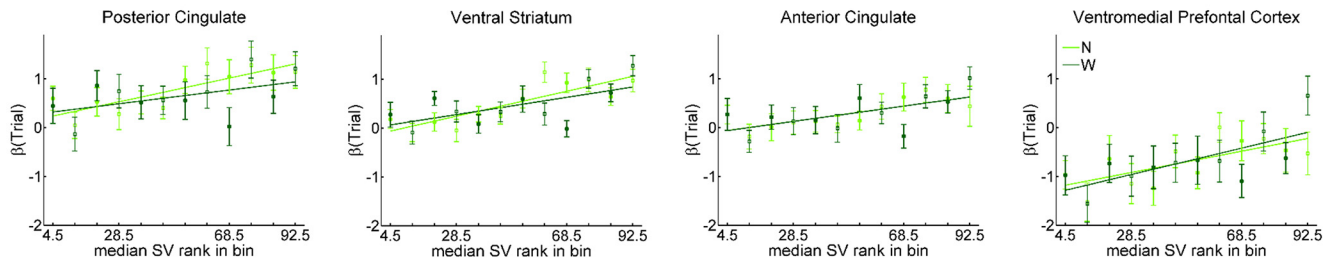 Posterior Cingulate
β(Trial)
1
0
-1
-2
4.5 28.5 68.5 92.5
median SV rank in bin
Ventral Striatum
β(Trial)
1
0
-1
-2
4.5 28.5 68.5 92.5
median SV rank in bin
Anterior Cingulate
β(Trial)
1
0
-1
-2
4.5 28.5 68.5 92.5
median SV rank in bin
Ventromedial Prefontal Cortex
N
W
β(Trial)
1
0
-1
-2
4.5 28.5 68.5 92.5
median SV rank in bin